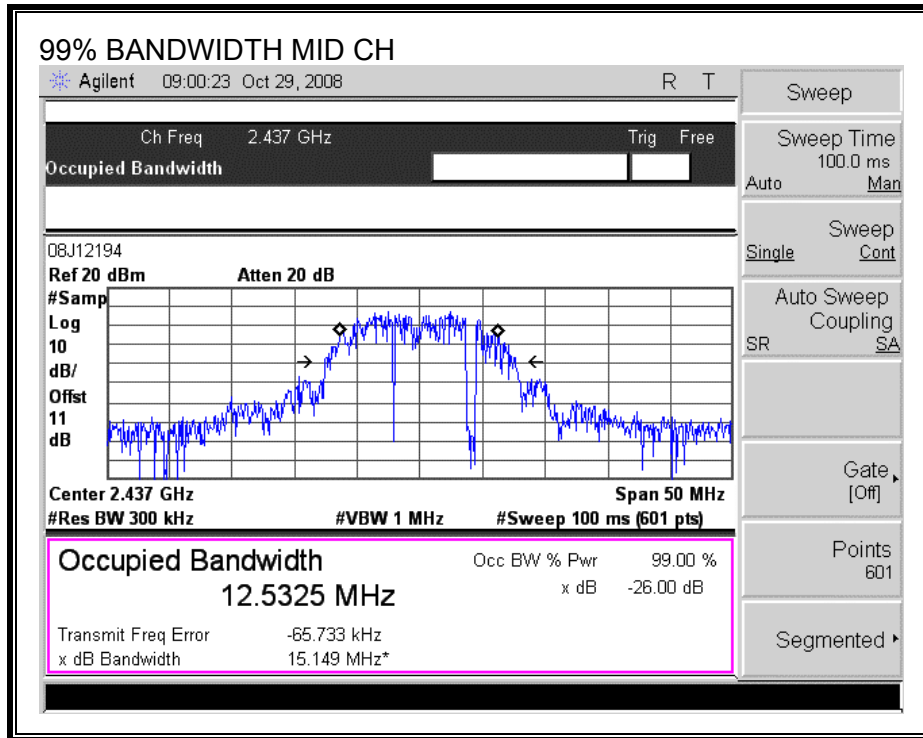 99% BANDWIDTH MID CH
Agilent 09:00:23 Oct 29, 2008 R T
Ch Freq 2.437 GHz Trig Free
Occupied Bandwidth
08J12194
Ref 20 dBm Atten 20 dB
#Samp
Log
10
dB/
Offst
11
dB
Center 2.437 GHz Span 50 MHz
#Res BW 300 kHz #VBW 1 MHz #Sweep 100 ms (601 pts)
Occupied Bandwidth Occ BW % Pwr 99.00 %
12.5325 MHz x dB -26.00 dB
Transmit Freq Error -65.733 kHz
x dB Bandwidth 15.149 MHz*
Sweep
Sweep Time
100.0 ms
Auto Man
Sweep
Single Cont
Auto Sweep
Coupling
SR SA
Gate
[Off]
Points
601
Segmented